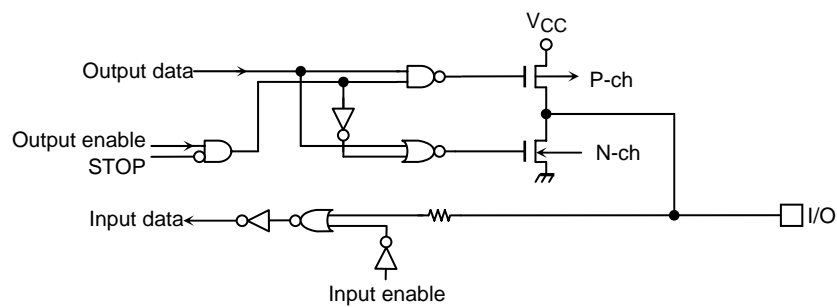 VCC
Output data
P-ch
Output enable
STOP
N-ch
Input data
I/O
Input enable